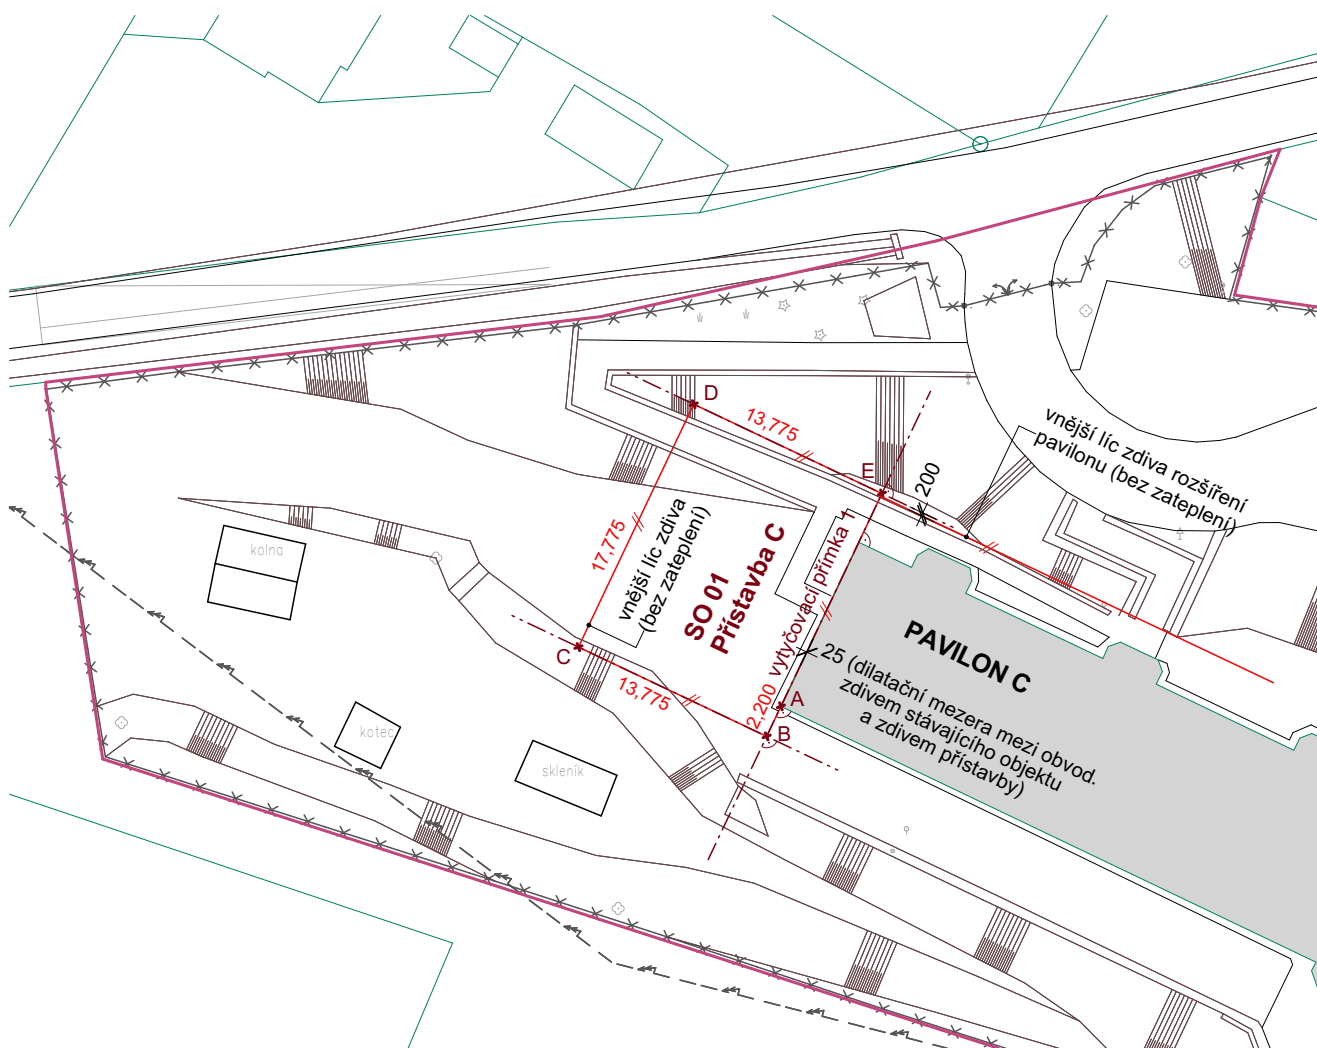 D
13,775
E
200
vnější líc zdiva rozšíření
pavilonu (bez zateplení)
17,775
vnější líc zdiva
(bez zateplení)
SO 01
Přístavba C
vytyčovací přímka 1
kolna
C
13,775
2,200
A
B
PAVILON C
25 (dilatační mezera mezi obvod.
zdivem stávajícího objektu
a zdivem přístavby)
kotec
skleník